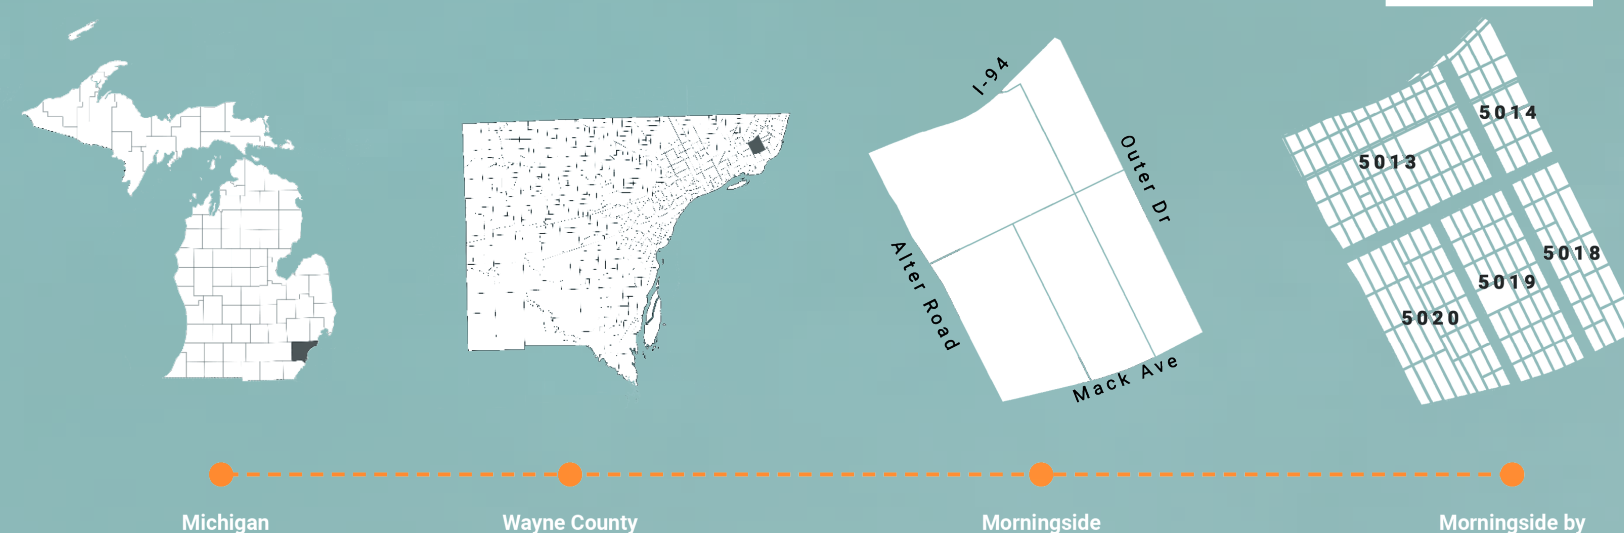 I-94
Outer Dr
Alter Road
Mack Ave
5014
5013
5018
5019
5020
Michigan
Wayne County
Morningside
Morningside by